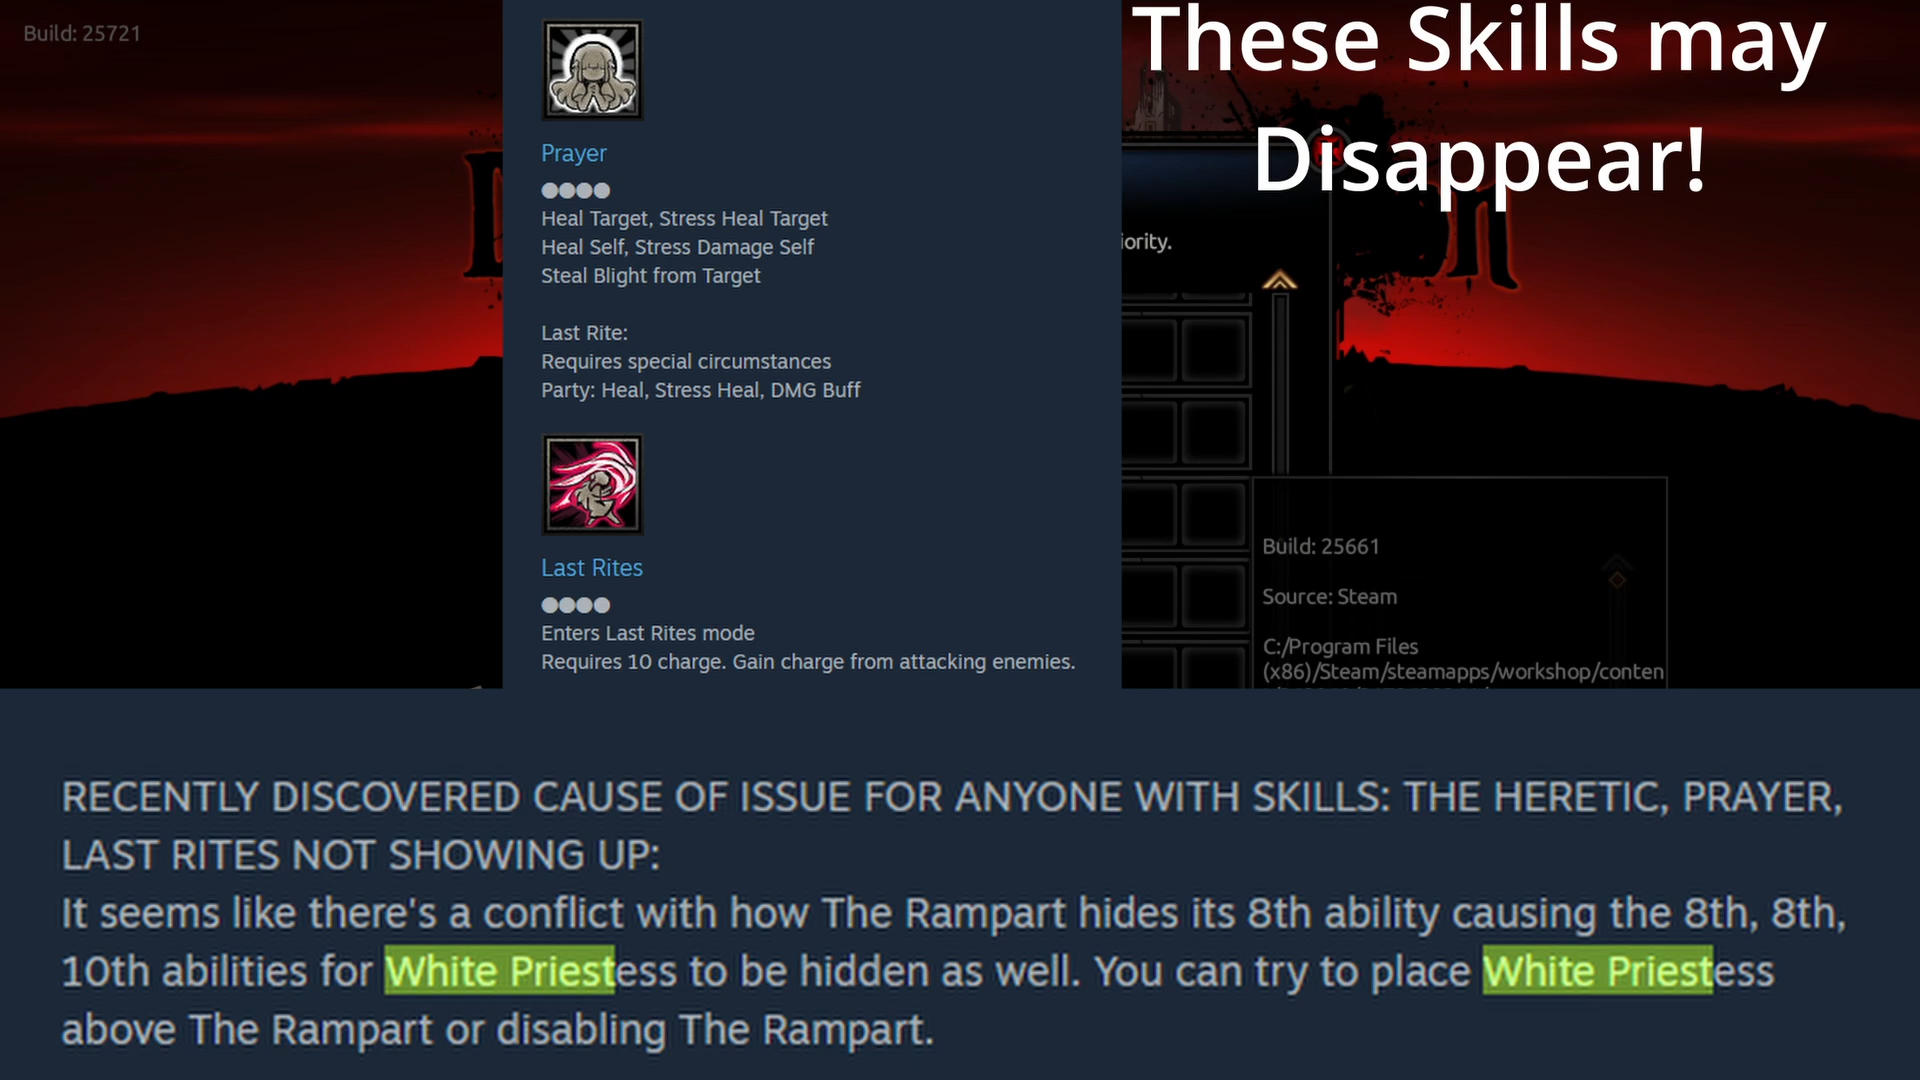 Build: 25721
These Skills may
Disappear!
Prayer
Heal Target, Stress Heal Target
Heal Self, Stress Damage Self
Steal Blight from Target
Last Rite:
Requires special circumstances
Party: Heal, Stress Heal, DMG Buff
Last Rites
Enters Last Rites mode
Requires 10 charge. Gain charge from attacking enemies.
iority.
Build: 25661
Source: Steam
C:/Program Files
(x86)/Steam/steamapps/workshop/conten
RECENTLY DISCOVERED CAUSE OF ISSUE FOR ANYONE WITH SKILLS: THE HERETIC, PRAYER,
LAST RITES NOT SHOWING UP:
It seems like there's a conflict with how The Rampart hides its 8th ability causing the 8th, 8th,
10th abilities for White Priestess to be hidden as well. You can try to place White Priestess
above The Rampart or disabling The Rampart.